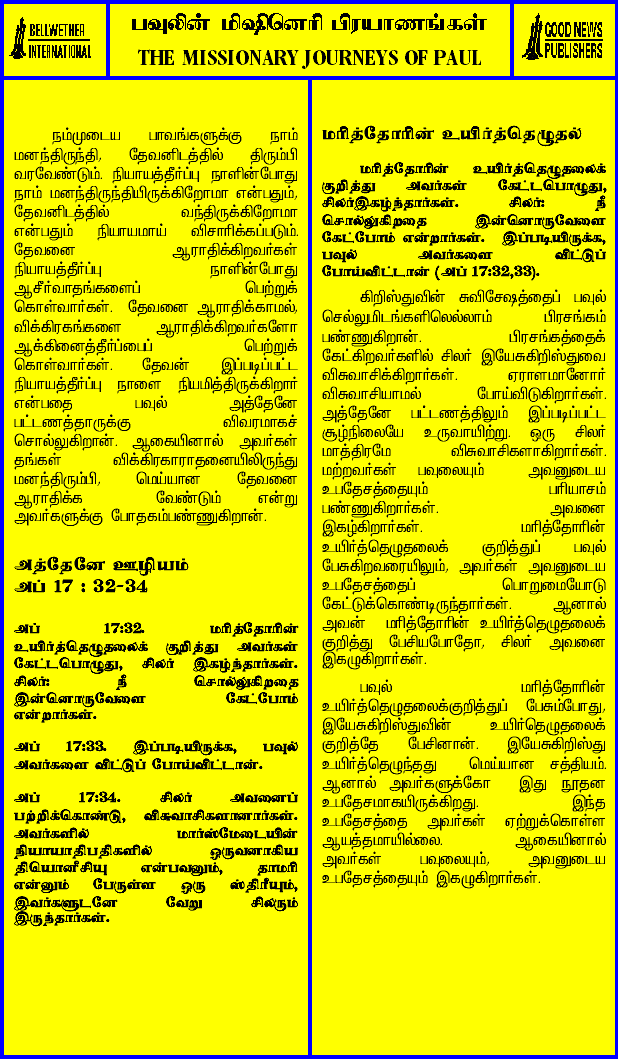 BELLWETHER
INTERNATIONAL
பவுலின் மிஷினெரி பிரயாணங்கள்
THE MISSIONARY JOURNEYS OF PAUL
GOOD NEWS
PUBLISHERS
நம்முடைய பாவங்களுக்கு நாம்
மனந்திருந்தி, தேவனிடத்தில் திரும்பி
வரவேண்டும். நியாயத்தீர்ப்பு நாளின்போது
நாம் மனந்திருந்தியிருக்கிறோமா என்பதும்,
தேவனிடத்தில் வந்திருக்கிறோமா
என்பதும் நியாயமாய் விசாரிக்கப்படும்.
தேவனை ஆராதிக்கிறவர்கள்
நியாயத்தீர்ப்பு நாளின்போது
ஆசீர்வாதங்களைப் பெற்றுக்
கொள்வார்கள். தேவனை ஆராதிக்காமல்,
விக்கிரகங்களை ஆராதிக்கிறவர்களோ
ஆக்கினைத்தீர்ப்பைப் பெற்றுக்
கொள்வார்கள். தேவன் இப்படிப்பட்ட
நியாயத்தீர்ப்பு நாளை நியமித்திருக்கிறார்
என்பதை பவுல் அத்தேனே
பட்டணத்தாருக்கு விவரமாகச்
சொல்லுகிறான். ஆகையினால் அவர்கள்
தங்கள் விக்கிரகாராதனையிலிருந்து
மனந்திரும்பி, மெய்யான தேவனை
ஆராதிக்க வேண்டும் என்று
அவர்களுக்கு போதகம்பண்ணுகிறான்.
அத்தேனே ஊழியம்
அப் 17 : 32-34
அப் 17:32. மரித்தோரின்
உயிர்த்தெழுதலைக் குறித்து அவர்கள்
கேட்டபொழுது, சிலர் இகழ்ந்தார்கள்.
சிலர்: நீ சொல்லுகிறதை
இன்னொருவேளை கேட்போம்
என்றார்கள்.
அப் 17:33. இப்படியிருக்க, பவுல்
அவர்களை விட்டுப் போய்விட்டான்.
அப் 17:34. சிலர் அவனைப்
பற்றிக்கொண்டு, விசுவாசிகளானார்கள்.
அவர்களில் மார்ஸ்மேடையின்
நியாயாதிபதிகளில் ஒருவனாகிய
தியொனீசியு என்பவனும், தாமரி
என்னும் பேருள்ள ஒரு ஸ்திரீயும்,
இவர்களுடனே வேறு சிலரும்
இருந்தார்கள்.
மரித்தோரின் உயிர்த்தெழுதல்
மரித்தோரின் உயிர்த்தெழுதலைக்
குறித்து அவர்கள் கேட்டபொழுது,
சிலர்இகழ்ந்தார்கள். சிலர்: நீ
சொல்லுகிறதை இன்னொருவேளை
கேட்போம் என்றார்கள். இப்படியிருக்க,
பவுல் அவர்களை விட்டுப்
போய்விட்டான் (அப் 17:32,33).
கிறிஸ்துவின் சுவிசேஷத்தைப் பவுல்
செல்லுமிடங்களிலெல்லாம் பிரசங்கம்
பண்ணுகிறான். பிரசங்கத்தைக்
கேட்கிறவர்களில் சிலர் இயேசுகிறிஸ்துவை
விசுவாசிக்கிறார்கள். ஏராளமானோர்
விசுவாசியாமல் போய்விடுகிறார்கள்.
அத்தேனே பட்டணத்திலும் இப்படிப்பட்ட
சூழ்நிலையே உருவாயிற்று. ஒரு சிலர்
மாத்திரமே விசுவாசிகளாகிறார்கள்.
மற்றவர்கள் பவுலையும் அவனுடைய
உபதேசத்தையும் பரியாசம்
பண்ணுகிறார்கள். அவனை
இகழ்கிறார்கள். மரித்தோரின்
உயிர்த்தெழுதலைக் குறித்துப் பவுல்
பேசுகிறவரையிலும், அவர்கள் அவனுடைய
உபதேசத்தைப் பொறுமையோடு
கேட்டுக்கொண்டிருந்தார்கள். ஆனால்
அவன் மரித்தோரின் உயிர்த்தெழுதலைக்
குறித்து பேசியபோதோ, சிலர் அவனை
இகழுகிறார்கள்.
பவுல் மரித்தோரின்
உயிர்த்தெழுதலைக்குறித்துப் பேசும்போது,
இயேசுகிறிஸ்துவின் உயிர்த்தெழுதலைக்
குறித்தே பேசினான். இயேசுகிறிஸ்து
உயிர்த்தெழுந்தது மெய்யான சத்தியம்.
ஆனால் அவர்களுக்கோ இது நூதன
உபதேசமாகயிருக்கிறது. இந்த
உபதேசத்தை அவர்கள் ஏற்றுக்கொள்ள
ஆயத்தமாயில்லை. ஆகையினால்
அவர்கள் பவுலையும், அவனுடைய
உபதேசத்தையும் இகழுகிறார்கள்.